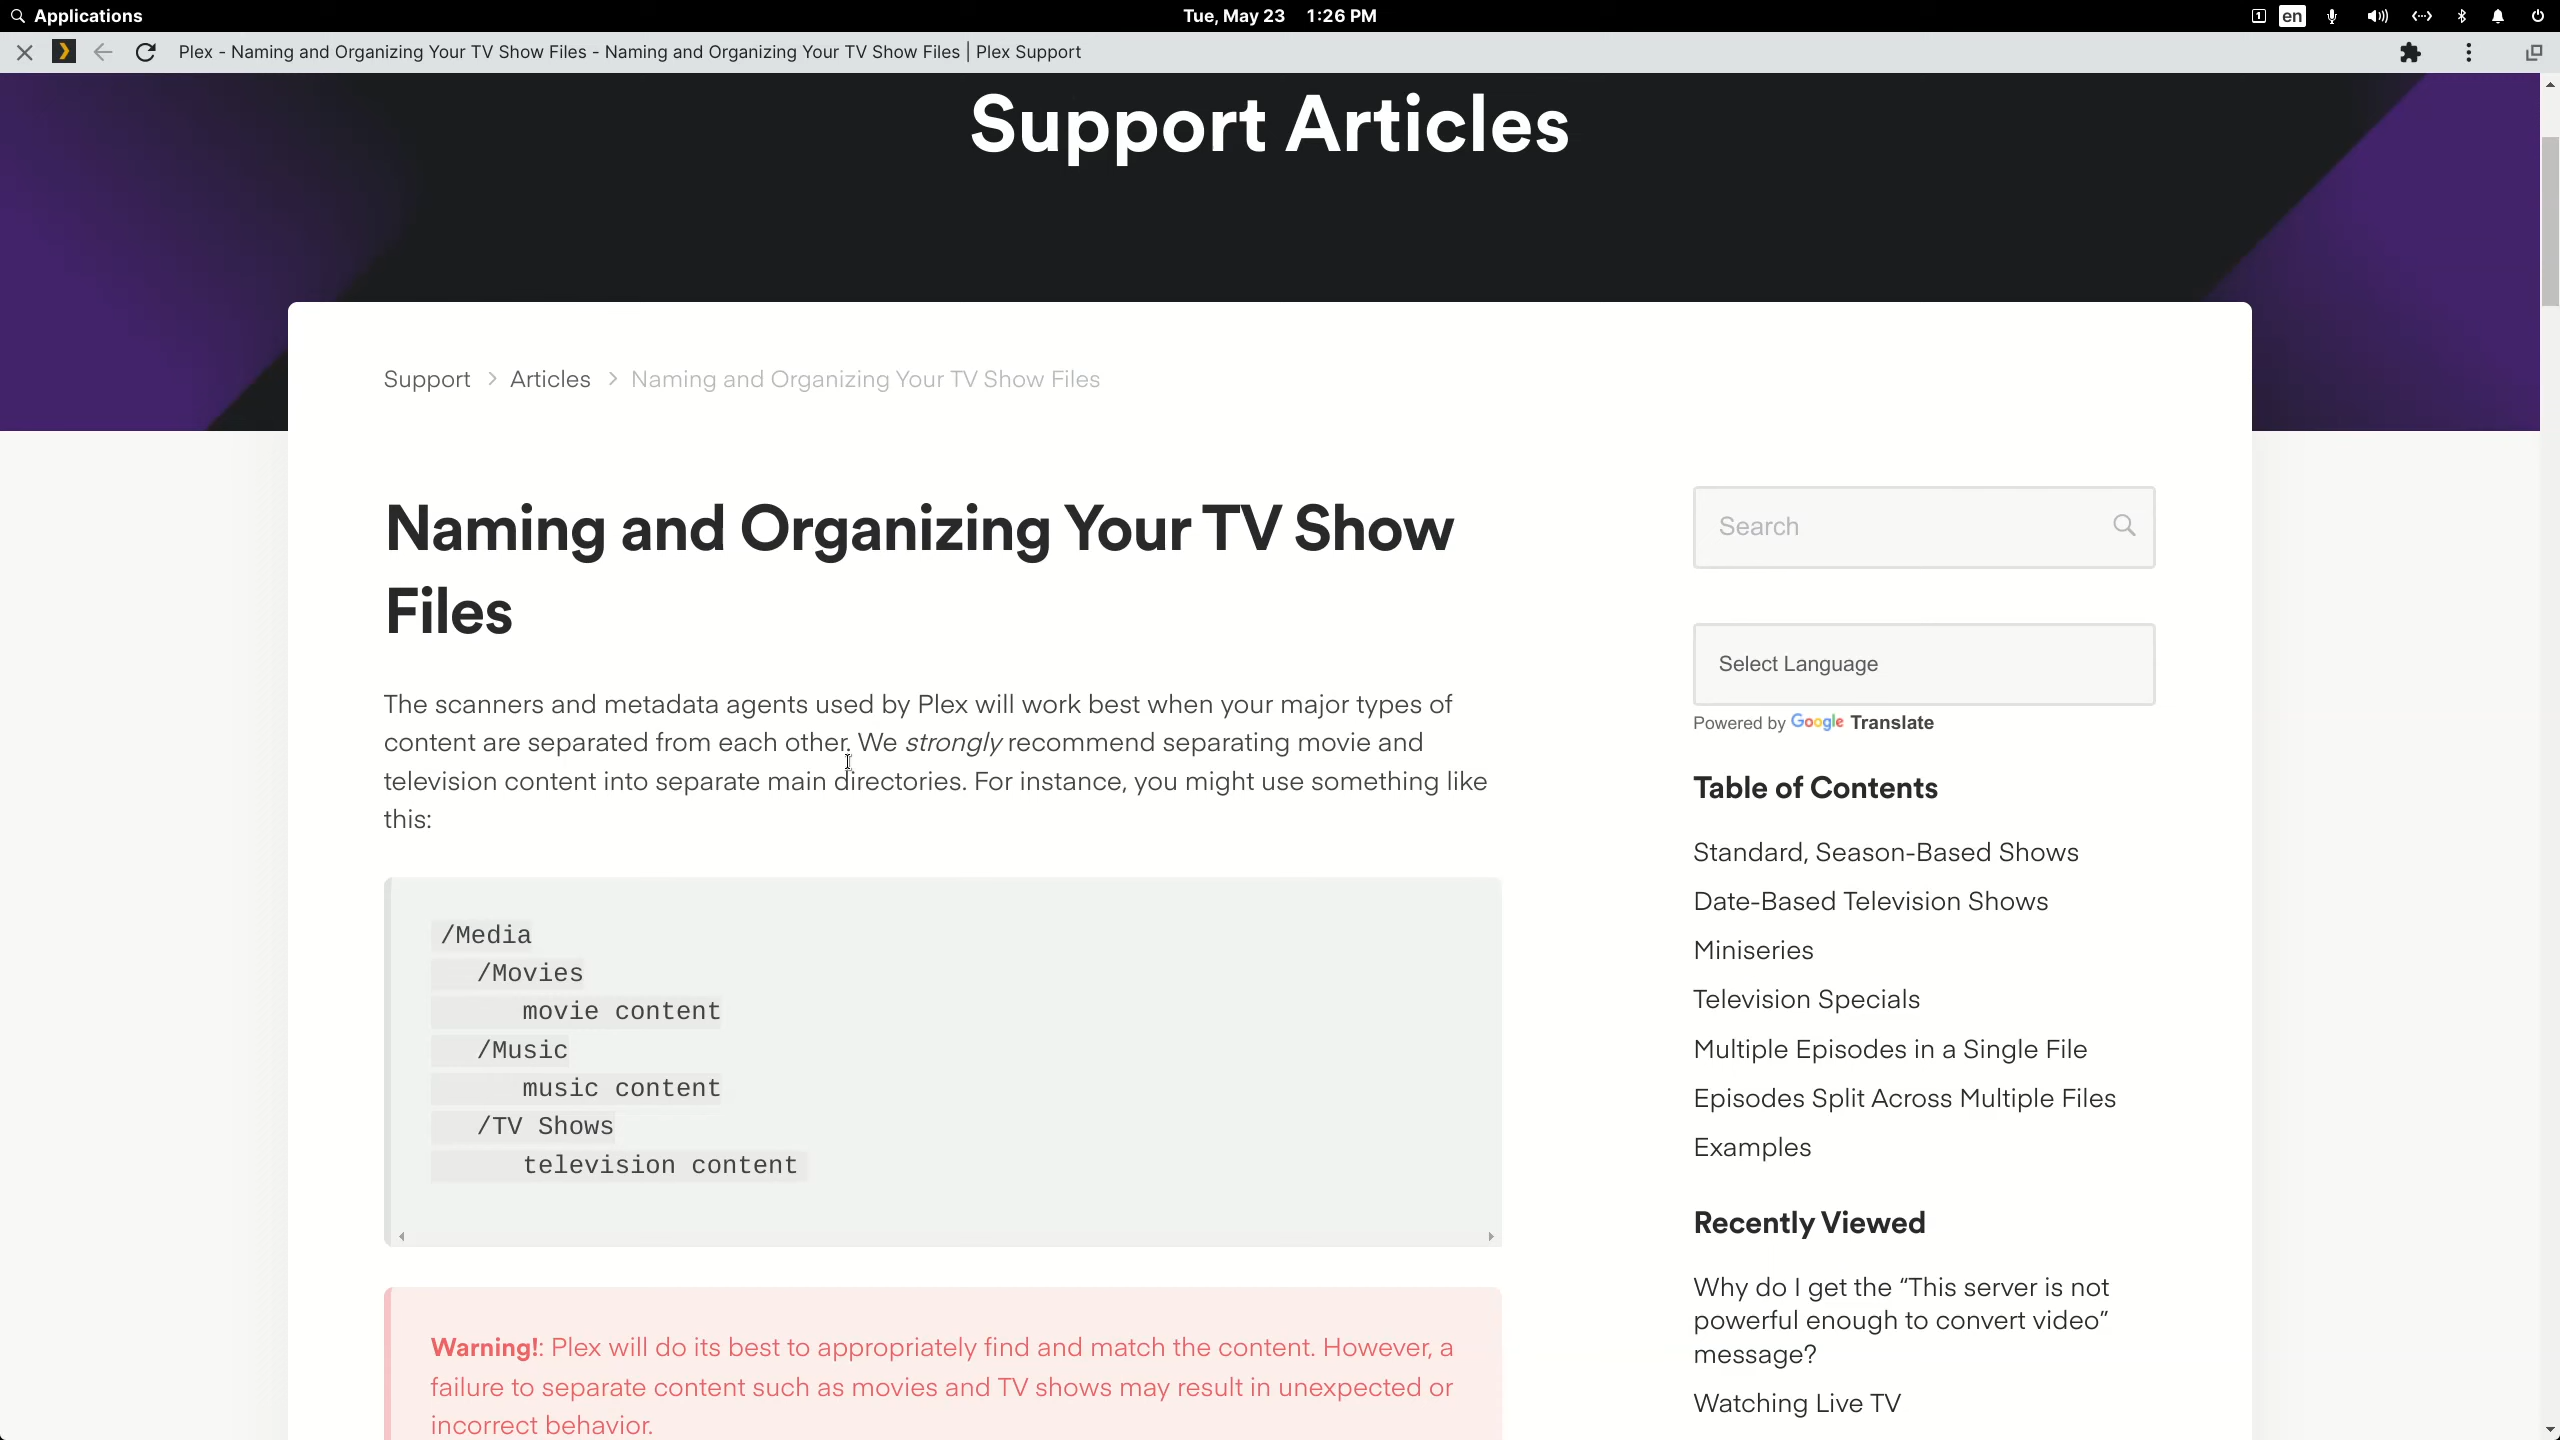 Applications
Tue, May 23 1:26 PM
1 en
Plex - Naming and Organizing Your TV Show Files - Naming and Organizing Your TV Show Files | Plex Support
Support Articles
Support > Articles > Naming and Organizing Your TV Show Files
Naming and Organizing Your TV Show
Files
The scanners and metadata agents used by Plex will work best when your major types of
content are separated from each other. We strongly recommend separating movie and
television content into separate main directories. For instance, you might use something like
this:
/Media
/Movies
movie content
/Music
music content
/TV Shows
television content
Warning!: Plex will do its best to appropriately find and match the content. However, a
failure to separate content such as movies and TV shows may result in unexpected or
incorrect behavior.
Search
Select Language
Powered by Google Translate
Table of Contents
Standard, Season-Based Shows
Date-Based Television Shows
Miniseries
Television Specials
Multiple Episodes in a Single File
Episodes Split Across Multiple Files
Examples
Recently Viewed
Why do I get the “This server is not
powerful enough to convert video”
message?
Watching Live TV